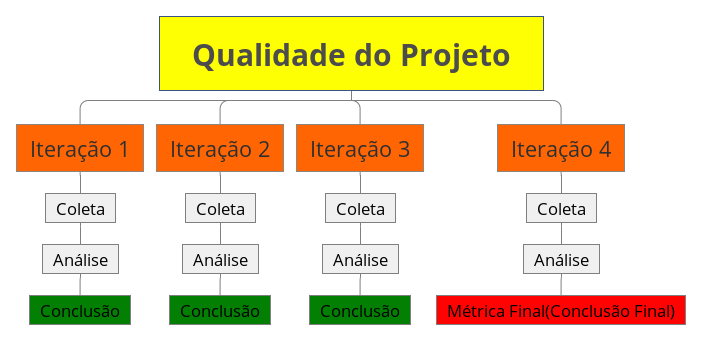 Qualidade do Projeto
Iteração 1
Iteração 2
Iteração 3
Iteração 4
Coleta
Coleta
Coleta
Coleta
Análise
Análise
Análise
Análise
Conclusão
Conclusão
Conclusão
Métrica Final(Conclusão Final)